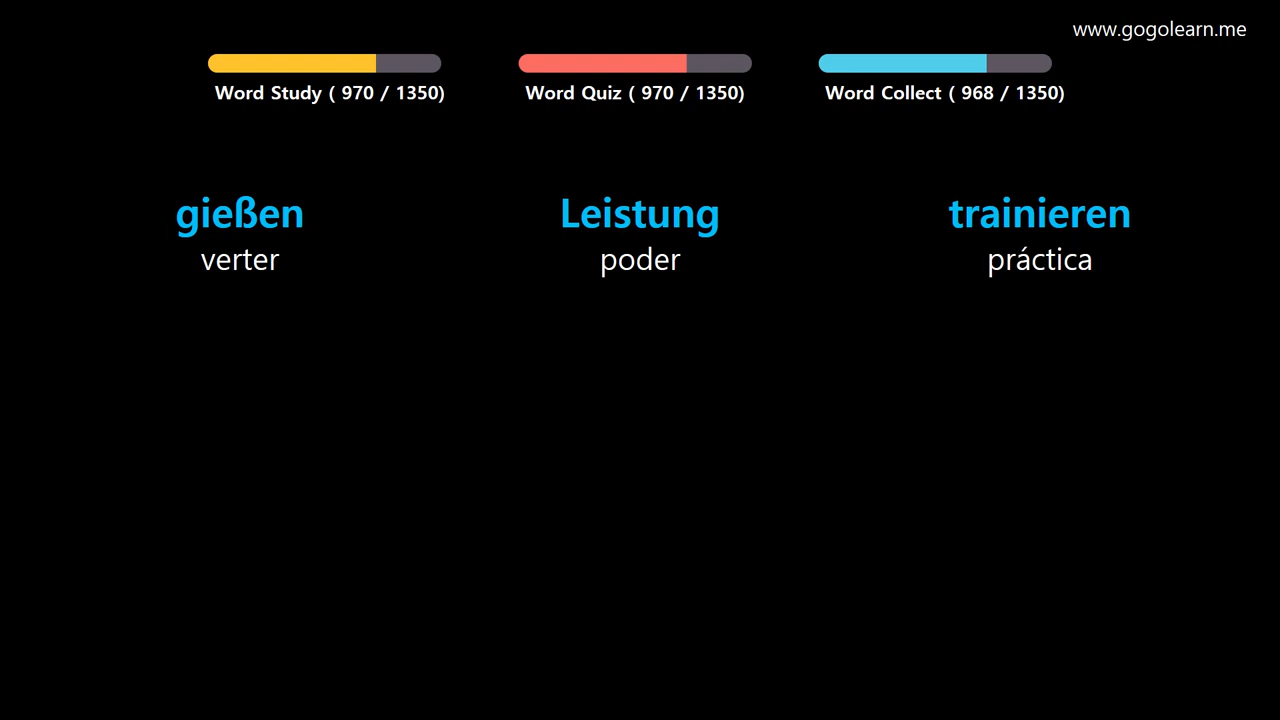 www.gogolearn.me
Word Study ( 970 / 1350)
Word Quiz ( 970 / 1350)
Word Collect ( 968 / 1350)
gießen
verter
Leistung
poder
trainieren
práctica